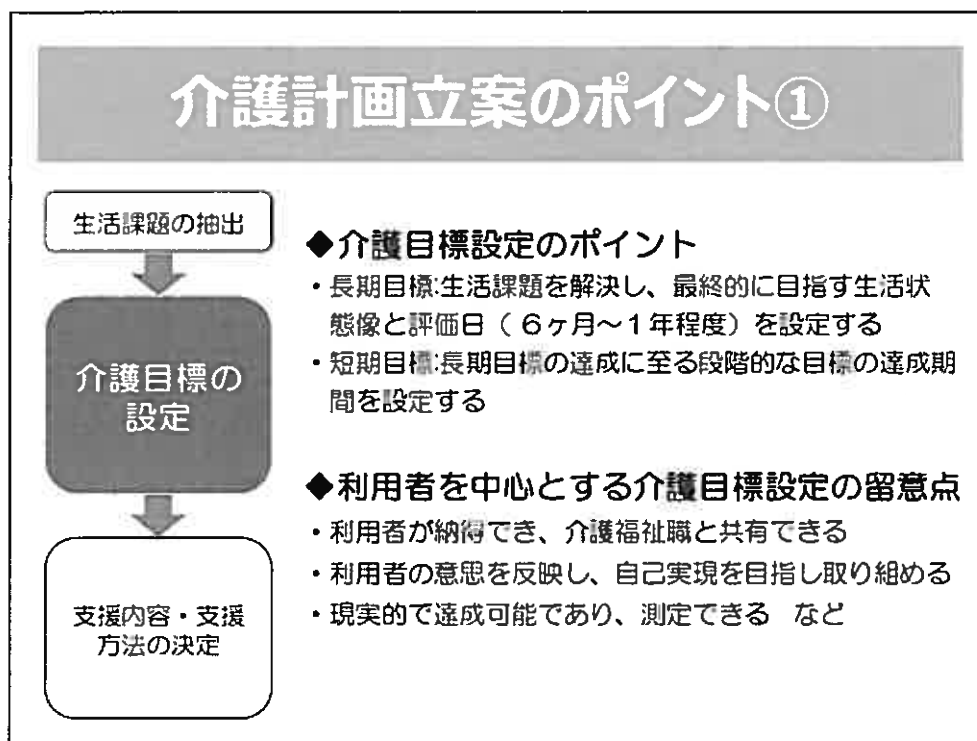 介護計画立案のポイント①
生活課題の抽出
介護目標の
設定
支援内容・支援
方法の決定
◆介護目標設定のポイント
・長期目標:生活課題を解決し、最終的に目指す生活状
態像と評価日（６ヶ月～１年程度）を設定する
・短期目標:長期目標の達成に至る段階的な目標の達成期
間を設定する
◆利用者を中心とする介護目標設定の留意点
・利用者が納得でき、介護福祉職と共有できる
・利用者の意思を反映し、自己実現を目指し取り組める
・現実的で達成可能であり、測定できる　など